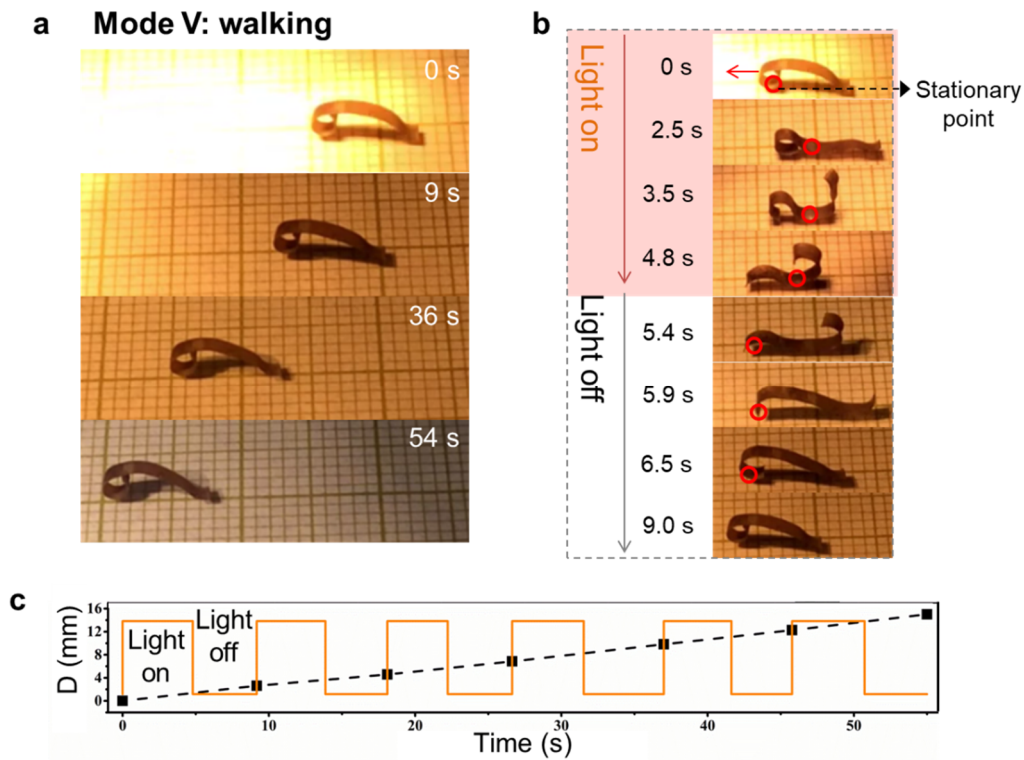 a Mode V: walking
0 s
9 s
36 s
54 s
b
Light on
Light off
0 s
2.5 s
3.5 s
4.8 s
5.4 s
5.9 s
6.5 s
9.0 s
Stationary
point
c
D (mm)
16
12
8
4
0
Light
on
Light
off
0 10 20 30 40 50
Time (s)